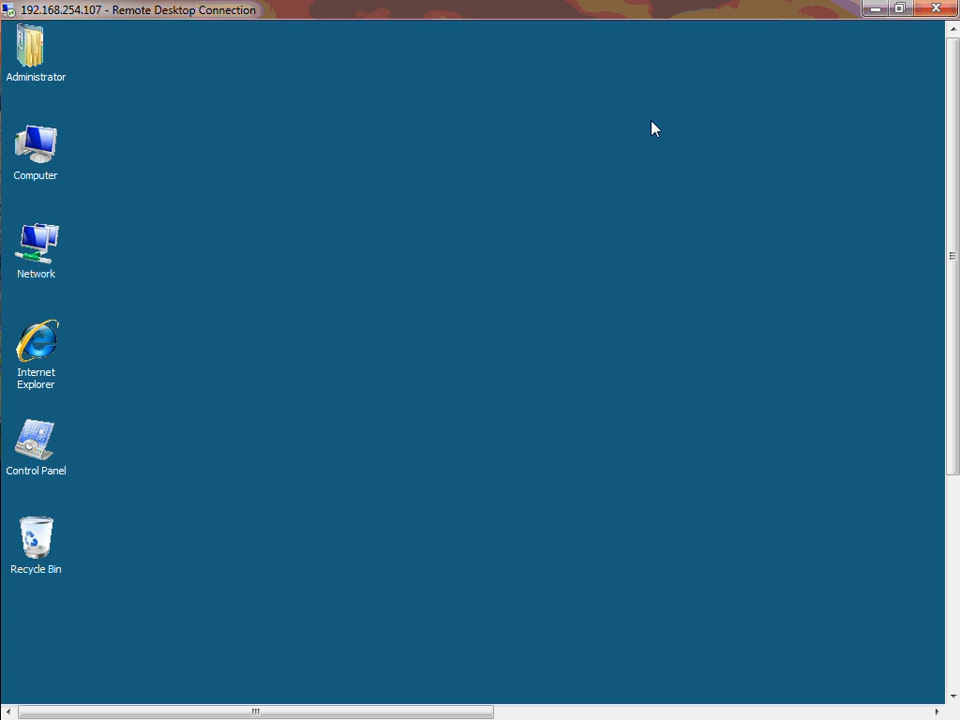 192.168.254.107 - Remote Desktop Connection
Administrator
Computer
Network
Internet
Explorer
Control Panel
Recycle Bin